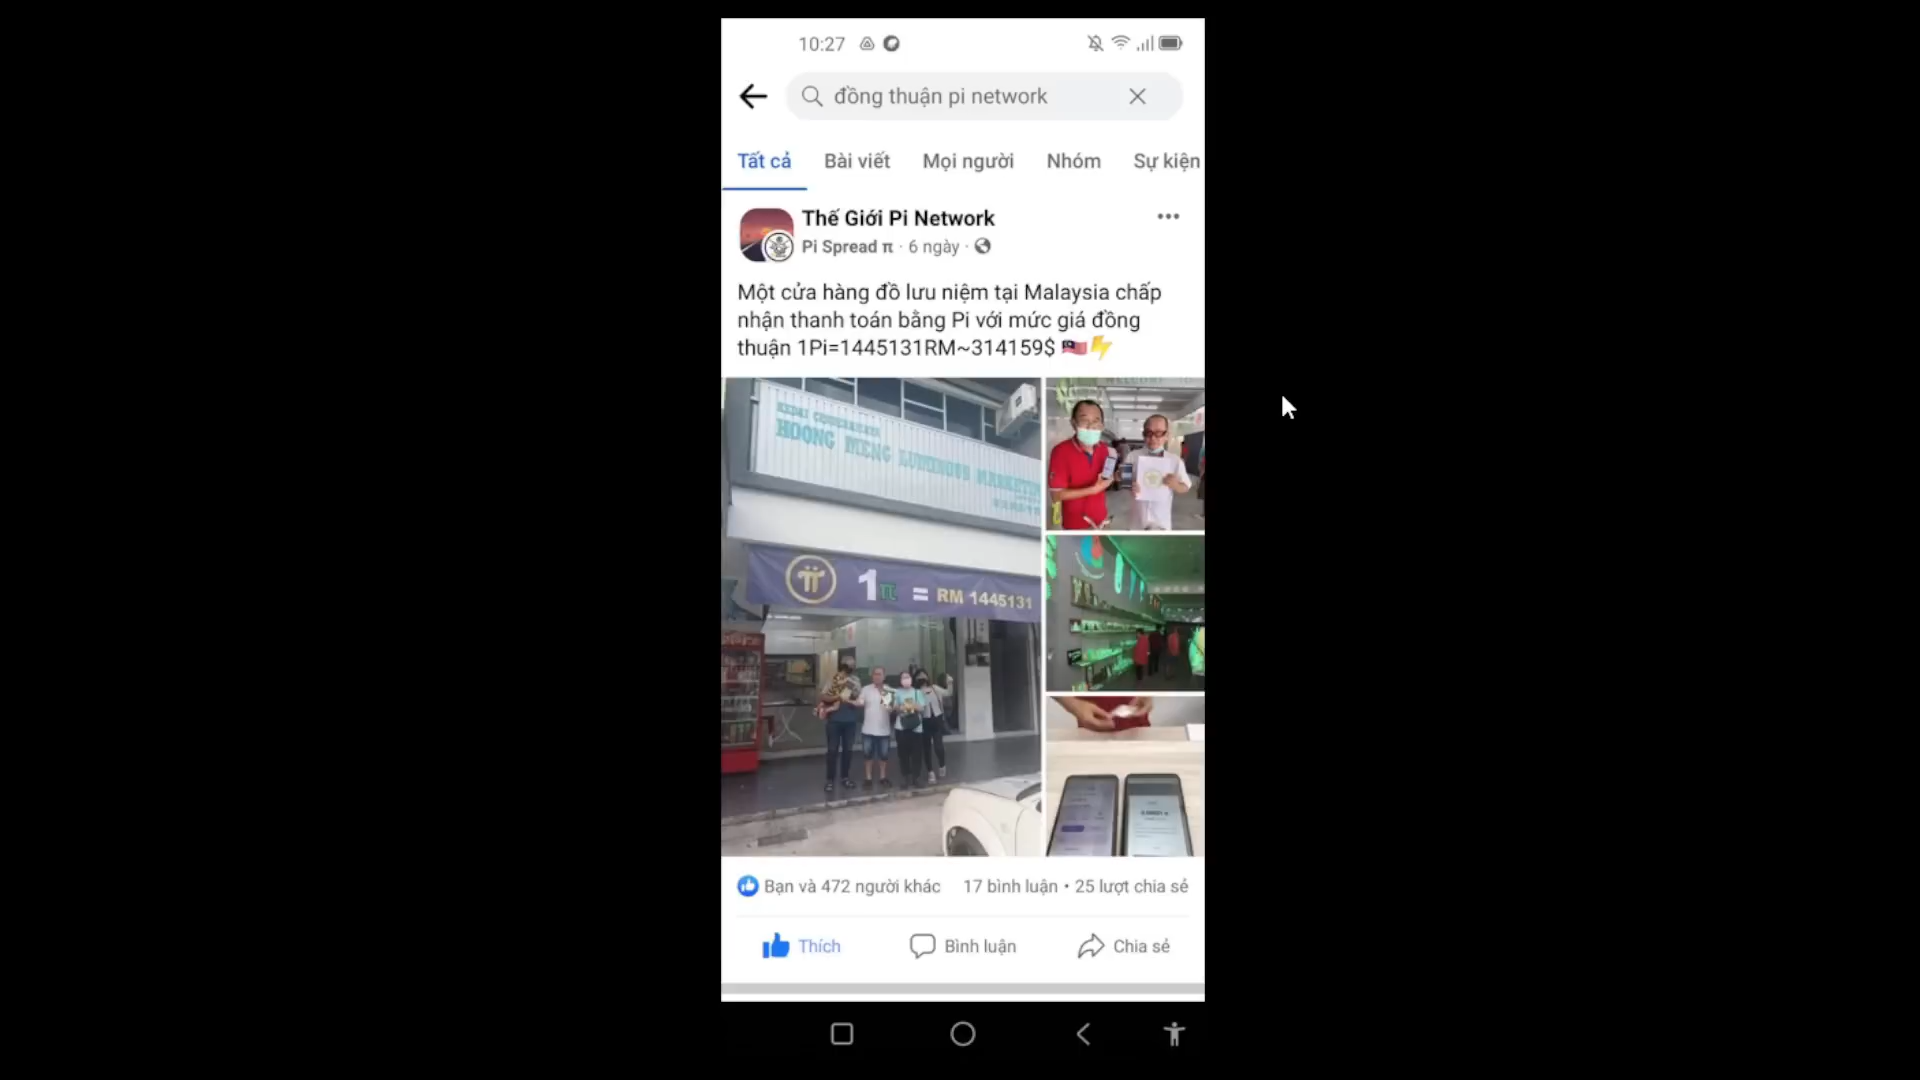 10:27
đồng thuận pi network
Tất cả
Bài viết
Mọi người
Nhóm
Sự kiện
Thế Giới Pi Network
Pi Spread π · 6 ngày ·
Một cửa hàng đồ lưu niệm tại Malaysia chấp
nhận thanh toán bằng Pi với mức giá đồng
thuận 1Pi=1445131RM~314159$ 🇲🇾⚡
HOONG MENG LUMINOUS
1π = RM 1445131
Bạn và 472 người khác
17 bình luận • 25 lượt chia sẻ
Thích
Bình luận
Chia sẻ